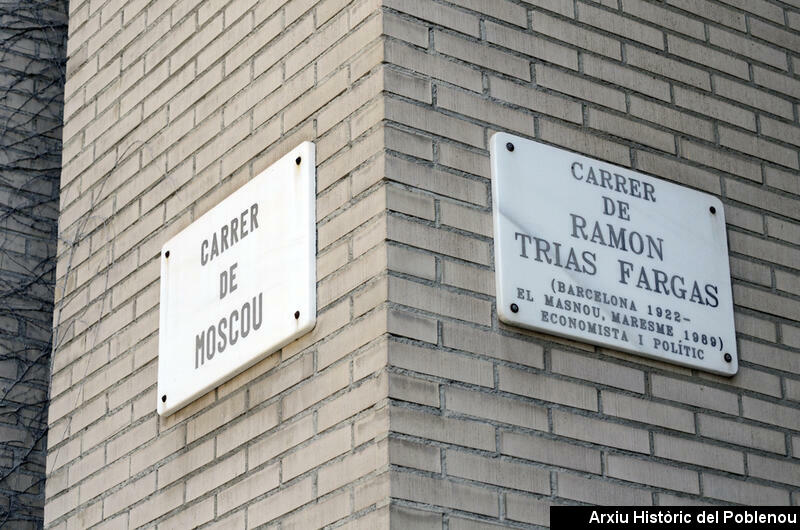 CARRER
DE
MOSCOU
CARRER
DE
RAMON
TRIAS FARGAS
(BARCELONA 1922-
EL MASNOU, MARESME 1989)
ECONOMISTA I POLÍTIC
Arxiu Històric del Poblenou